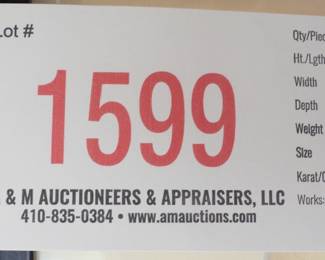 Lot #
1599
& M AUCTIONEERS & APPRAISERS, LLC
410-835-0384 • www.amauctions.com
Qty/Piec
Ht./Lgth
Width
Depth
Weight
Size
Karat/C
Works: